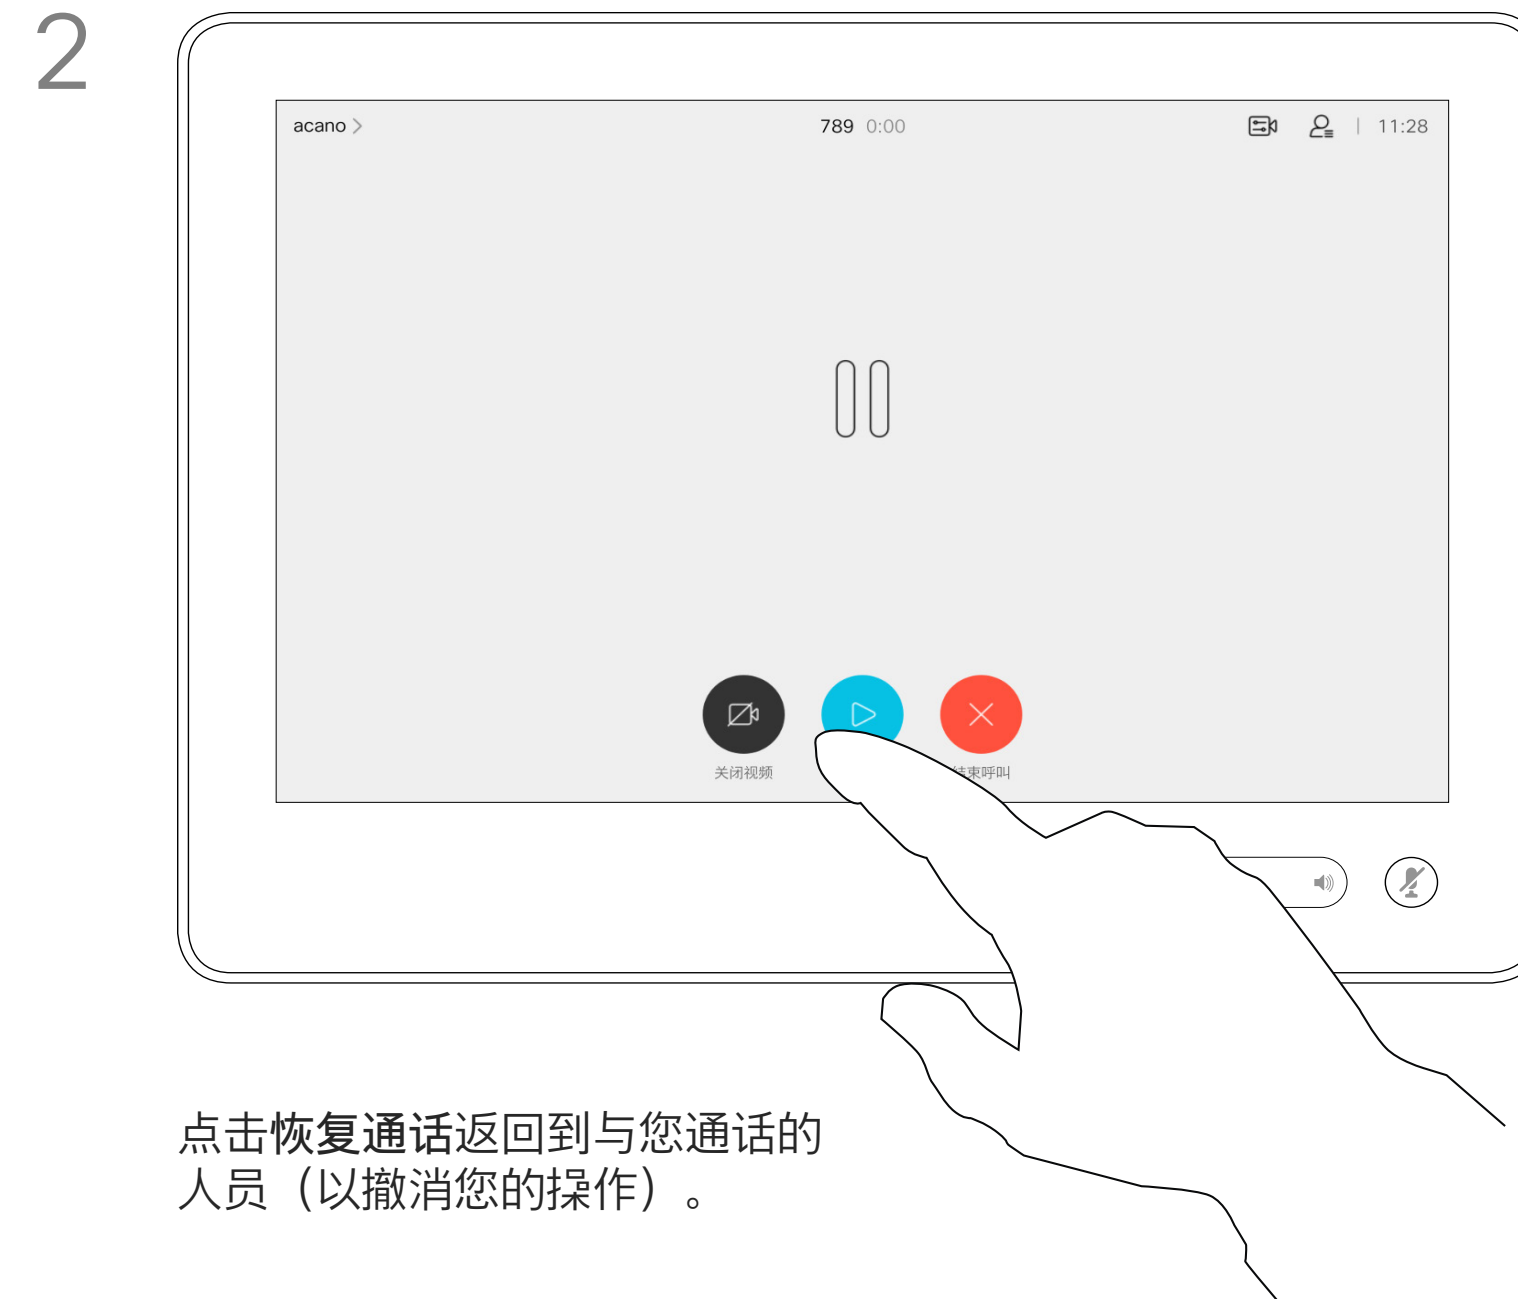 2
acano
789 0:00
11:28
关闭视频
结束呼叫
点击恢复通话返回到与您通话的
人员（以撤消您的操作）。